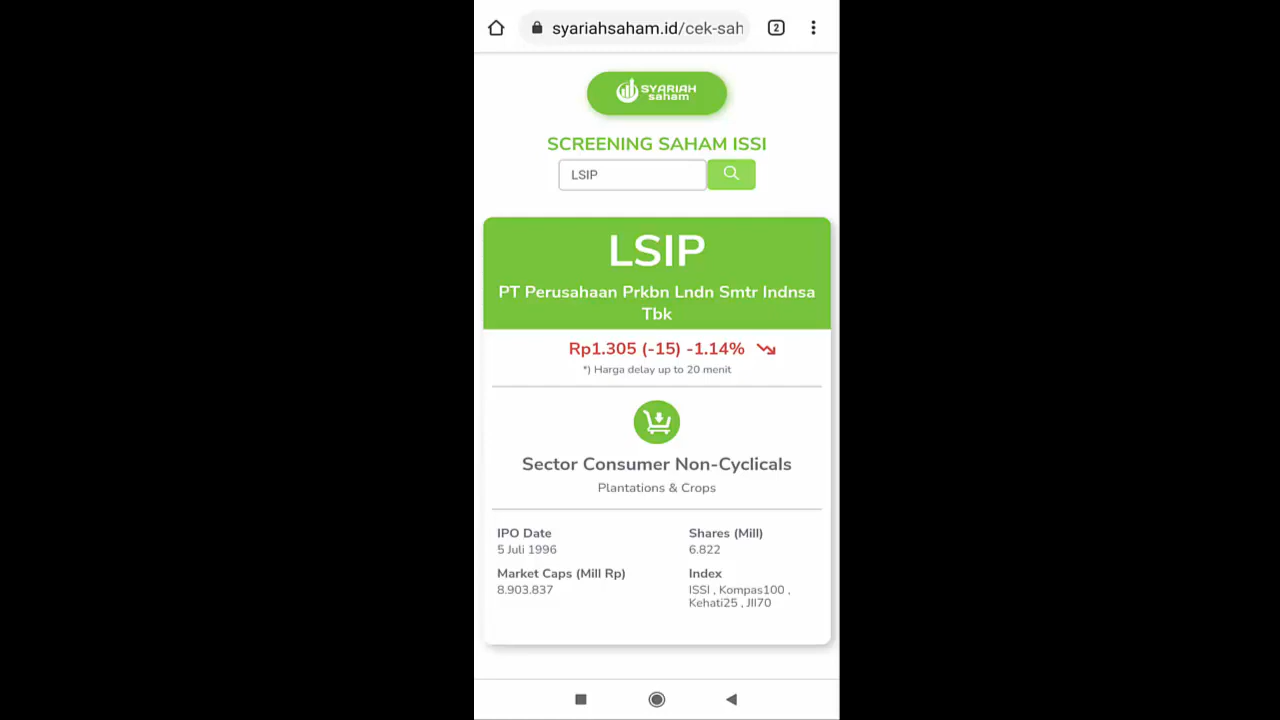 syariahsaham.id/cek-sah
2
SYARIAH
saham
SCREENING SAHAM ISSI
LSIP
LSIP
PT Perusahaan Prkbn Lndn Smtr Indnsa
Tbk
Rp1.305 (-15) -1.14%
*) Harga delay up to 20 menit
Sector Consumer Non-Cyclicals
Plantations & Crops
IPO Date
5 Juli 1996
Shares (Mill)
6.822
Market Caps (Mill Rp)
8.903.837
Index
ISSI , Kompas100 ,
Kehati25 , JII70